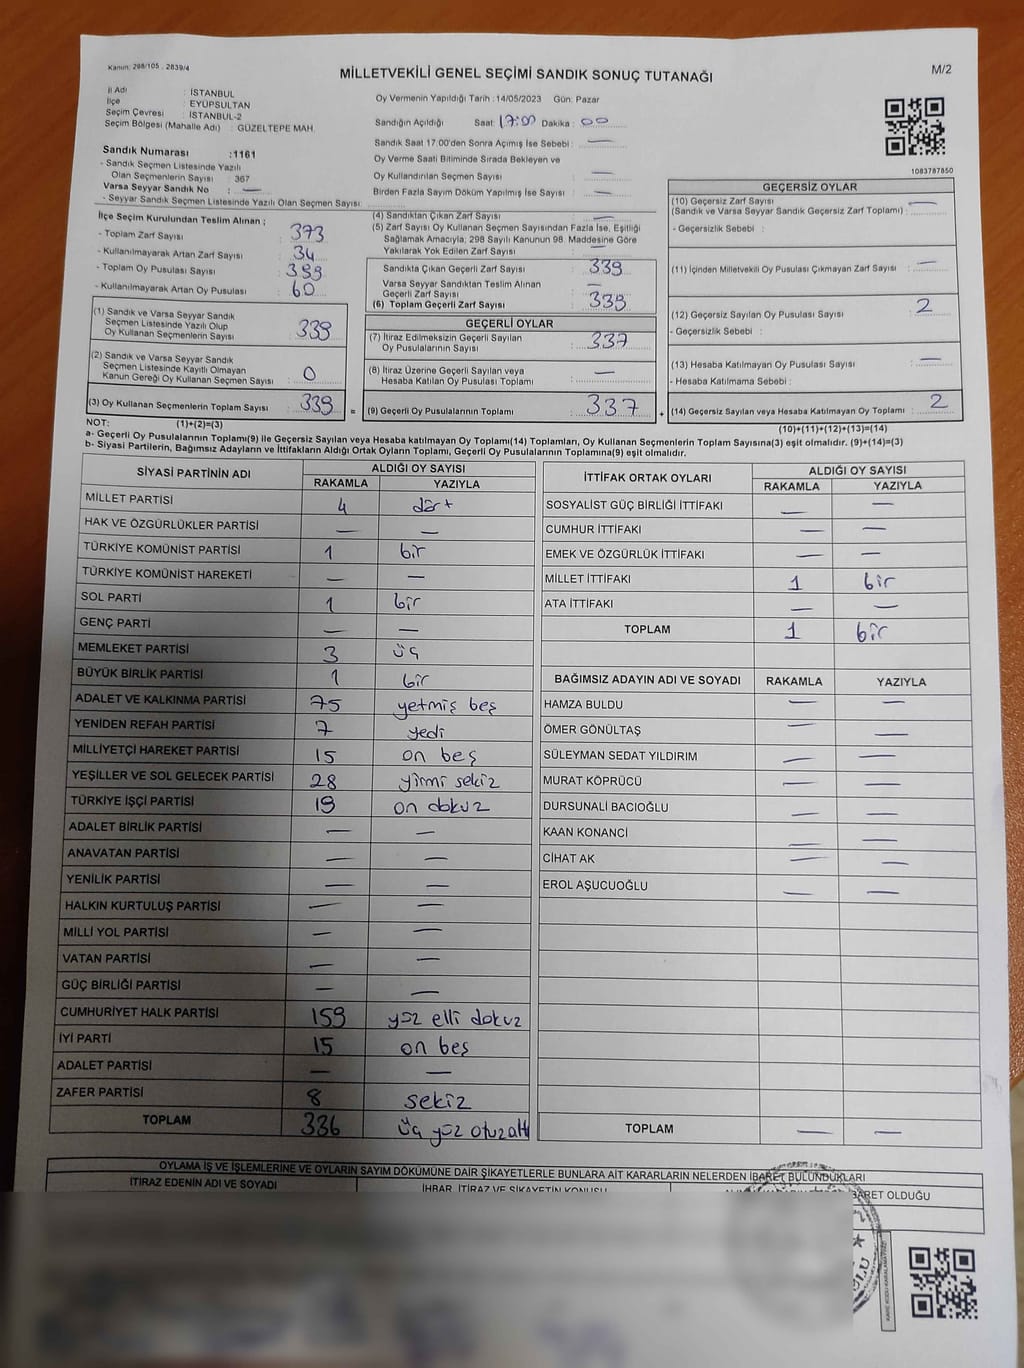 Kanun: 298/105 . 2839/4
MİLLETVEKİLİ GENEL SEÇİMİ SANDIK SONUÇ TUTANAĞI
M/2
İl Adı : İSTANBUL
İlçe : EYÜPSULTAN
Seçim Çevresi : İSTANBUL-2
Seçim Bölgesi (Mahalle Adı) : GÜZELTEPE MAH.
Sandık Numarası :1161
- Sandık Seçmen Listesinde Yazılı
Olan Seçmenlerin Sayısı : 367
Varsa Seyyar Sandık No : —
- Seyyar Sandık Seçmen Listesinde Yazılı Olan Seçmen Sayısı :
Oy Vermenin Yapıldığı Tarih : 14/05/2023 Gün: Pazar
Sandığın Açıldığı Saat: 17:00 Dakika : 00
Sandık Saat 17.00'den Sonra Açımış İse Sebebi : —
Oy Verme Saati Bitiminde Sırada Bekleyen ve
Oy Kullandırılan Seçmen Sayısı : —
Birden Fazla Sayım Döküm Yapılmış İse Sayısı : —
1083787850
İlçe Seçim Kurulundan Teslim Alınan ;
- Toplam Zarf Sayısı : 373
- Kullanılmayarak Artan Zarf Sayısı : 34
- Toplam Oy Pusulası Sayısı : 399
- Kullanılmayarak Artan Oy Pusulası : 60
(1) Sandık ve Varsa Seyyar Sandık
Seçmen Listesinde Yazılı Olup
Oy Kullanan Seçmenlerin Sayısı : 339
(2) Sandık ve Varsa Seyyar Sandık
Seçmen Listesinde Kayıtlı Olmayan
Kanun Gereği Oy Kullanan Seçmen Sayısı : 0
(3) Oy Kullanan Seçmenlerin Toplam Sayısı : 339
(4) Sandıktan Çıkan Zarf Sayısı : —
(5) Zarf Sayısı Oy Kullanan Seçmen Sayısından Fazla İse, Eşitliği
Sağlamak Amacıyla; 298 Sayılı Kanunun 98. Maddesine Göre
Yakılarak Yok Edilen Zarf Sayısı : —
Sandıkta Çıkan Geçerli Zarf Sayısı : 339
Varsa Seyyar Sandıktan Teslim Alınan
Geçerli Zarf Sayısı : —
(6) Toplam Geçerli Zarf Sayısı : 339
GEÇERLİ OYLAR
(7) İtiraz Edilmeksizin Geçerli Sayılan
Oy Pusulalarının Sayısı : 337
(8) İtiraz Üzerine Geçerli Sayılan veya
Hesaba Katılan Oy Pusulası Toplamı : —
= (9) Geçerli Oy Pusulalarının Toplamı : 337
GEÇERSİZ OYLAR
(10) Geçersiz Zarf Sayısı
(Sandık ve Varsa Seyyar Sandık Geçersiz Zarf Toplamı) : —
- Geçersizlik Sebebi :
(11) İçinden Milletvekili Oy Pusulası Çıkmayan Zarf Sayısı : —
(12) Geçersiz Sayılan Oy Pusulası Sayısı : 2
- Geçersizlik Sebebi :
(13) Hesaba Katılmayan Oy Pusulası Sayısı : —
- Hesaba Katılmama Sebebi :
+ (14) Geçersiz Sayılan veya Hesaba Katılmayan Oy Toplamı : 2
NOT: (1)+(2)=(3)
(10)+(11)+(12)+(13)=(14)
a- Geçerli Oy Pusulalarının Toplamı(9) ile Geçersiz Sayılan veya Hesaba katılmayan Oy Toplamı(14) Toplamları, Oy Kullanan Seçmenlerin Toplam Sayısına(3) eşit olmalıdır. (9)+(14)=(3)
b- Siyasi Partilerin, Bağımsız Adayların ve İttifakların Aldığı Ortak Oyların Toplamı, Geçerli Oy Pusulalarının Toplamına(9) eşit olmalıdır.
SİYASİ PARTİNİN ADI ALDIĞI OY SAYISI
RAKAMLA YAZIYLA
MİLLET PARTİSİ 4 dört
HAK VE ÖZGÜRLÜKLER PARTİSİ — —
TÜRKİYE KOMÜNİST PARTİSİ 1 bir
TÜRKİYE KOMÜNİST HAREKETİ — —
SOL PARTİ 1 bir
GENÇ PARTİ — —
MEMLEKET PARTİSİ 3 üç
BÜYÜK BİRLİK PARTİSİ 1 bir
ADALET VE KALKINMA PARTİSİ 75 yetmiş beş
YENİDEN REFAH PARTİSİ 7 yedi
MİLLİYETÇİ HAREKET PARTİSİ 15 on beş
YEŞİLLER VE SOL GELECEK PARTİSİ 28 yirmi sekiz
TÜRKİYE İŞÇİ PARTİSİ 19 on dokuz
ADALET BİRLİK PARTİSİ — —
ANAVATAN PARTİSİ — —
YENİLİK PARTİSİ — —
HALKIN KURTULUŞ PARTİSİ — —
MİLLİ YOL PARTİSİ — —
VATAN PARTİSİ — —
GÜÇ BİRLİĞİ PARTİSİ — —
CUMHURİYET HALK PARTİSİ 159 yüz elli dokuz
İYİ PARTİ 15 on beş
ADALET PARTİSİ — —
ZAFER PARTİSİ 8 sekiz
TOPLAM 336 üç yüz otuzaltı
İTTİFAK ORTAK OYLARI ALDIĞI OY SAYISI
RAKAMLA YAZIYLA
SOSYALİST GÜÇ BİRLİĞİ İTTİFAKI — —
CUMHUR İTTİFAKI — —
EMEK VE ÖZGÜRLÜK İTTİFAKI — —
MİLLET İTTİFAKI 1 bir
ATA İTTİFAKI — —
TOPLAM 1 bir
BAĞIMSIZ ADAYIN ADI VE SOYADI RAKAMLA YAZIYLA
HAMZA BULDU — —
ÖMER GÖNÜLTAŞ — —
SÜLEYMAN SEDAT YILDIRIM — —
MURAT KÖPRÜCÜ — —
DURSUNALİ BACIOĞLU — —
KAAN KONANCİ — —
CİHAT AK — —
EROL AŞUCUOĞLU — —
TOPLAM — —
OYLAMA İŞ VE İŞLEMLERİNE VE OYLARIN SAYIM DÖKÜMÜNE DAİR ŞİKAYETLERLE BUNLARA AİT KARARLARIN NELERDEN İBARET BULUNDUKLARI
İTİRAZ EDENİN ADI VE SOYADI İHBAR, İTİRAZ VE ŞİKAYETİN KONUSU İBARET OLDUĞU